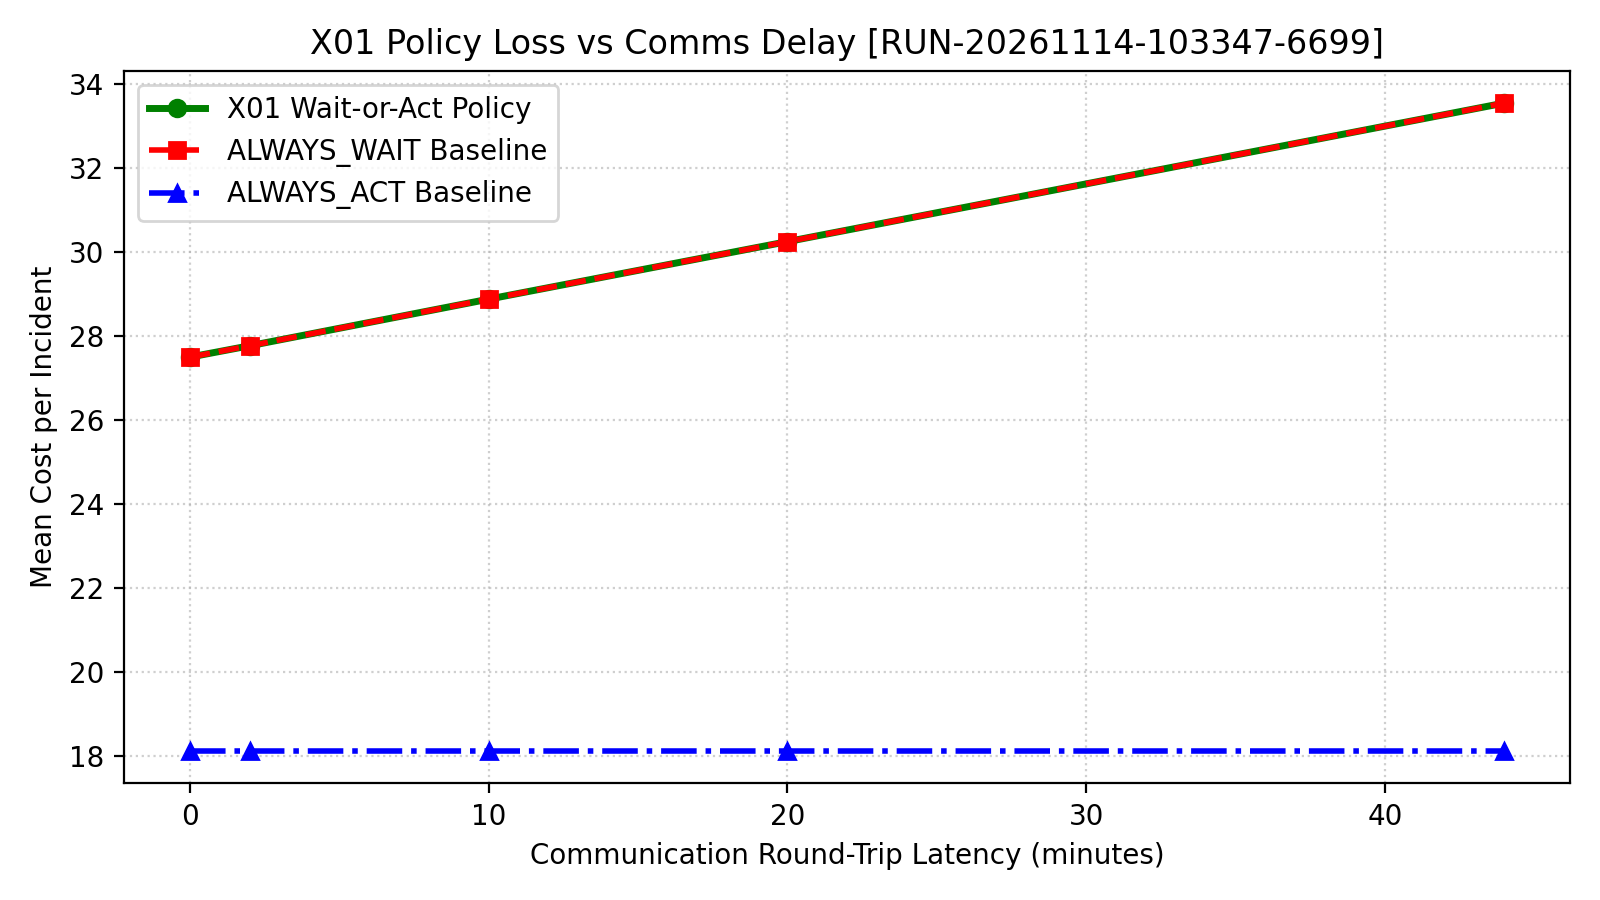 X01 Policy Loss vs Comms Delay [RUN-20261114-103347-6699]
X01 Wait-or-Act Policy
ALWAYS_WAIT Baseline
ALWAYS_ACT Baseline
Mean Cost per Incident
34
32
30
28
26
24
22
20
18
0 10 20 30 40
Communication Round-Trip Latency (minutes)